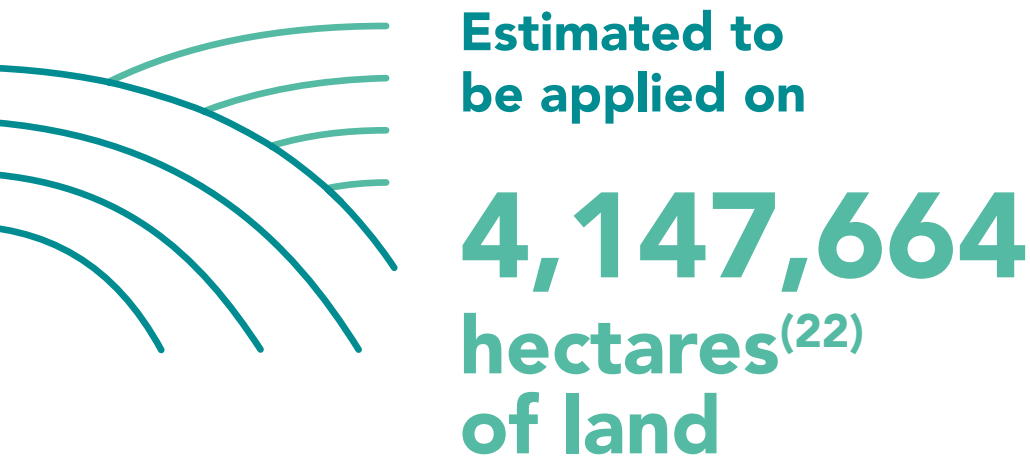 Estimated to
be applied on
4,147,664
hectares(22)
of land